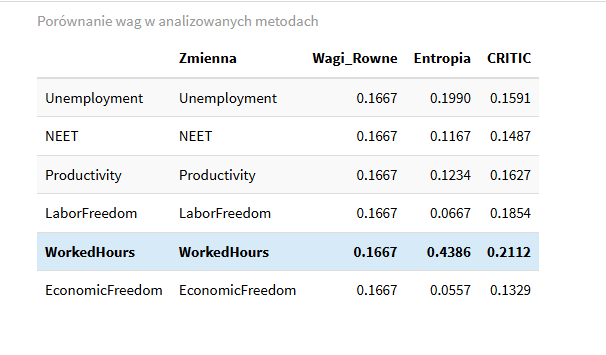 Porównanie wag w analizowanych metodach
Zmienna Wagi_Rowne Entropia CRITIC
Unemployment Unemployment 0.1667 0.1990 0.1591
NEET NEET 0.1667 0.1167 0.1487
Productivity Productivity 0.1667 0.1234 0.1627
LaborFreedom LaborFreedom 0.1667 0.0667 0.1854
WorkedHours WorkedHours 0.1667 0.4386 0.2112
EconomicFreedom EconomicFreedom 0.1667 0.0557 0.1329